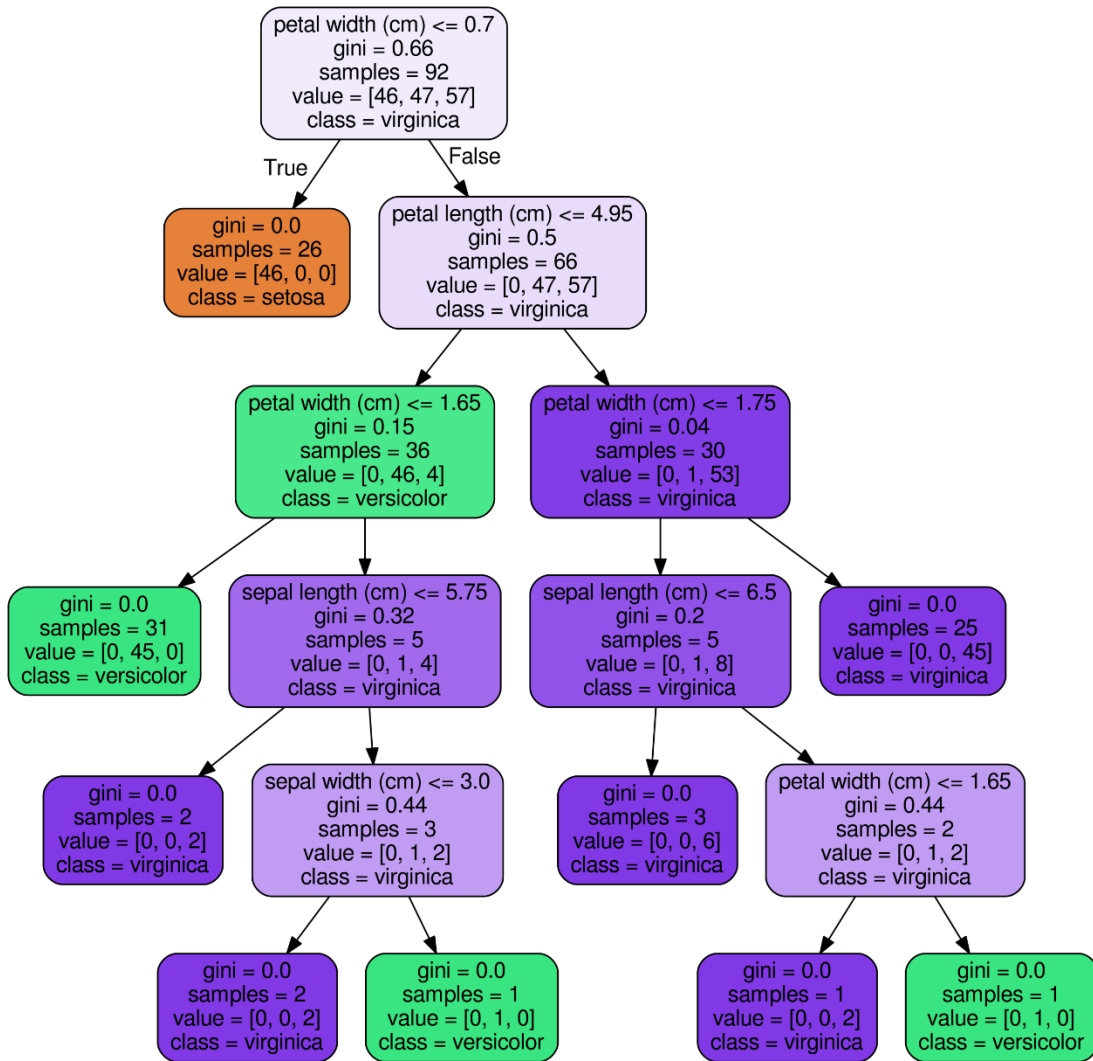 petal width (cm) <= 0.7
gini = 0.66
samples = 92
value = [46, 47, 57]
class = virginica
True
False
gini = 0.0
samples = 26
value = [46, 0, 0]
class = setosa
petal length (cm) <= 4.95
gini = 0.5
samples = 66
value = [0, 47, 57]
class = virginica
petal width (cm) <= 1.65
gini = 0.15
samples = 36
value = [0, 46, 4]
class = versicolor
petal width (cm) <= 1.75
gini = 0.04
samples = 30
value = [0, 1, 53]
class = virginica
gini = 0.0
samples = 31
value = [0, 45, 0]
class = versicolor
sepal length (cm) <= 5.75
gini = 0.32
samples = 5
value = [0, 1, 4]
class = virginica
sepal length (cm) <= 6.5
gini = 0.2
samples = 5
value = [0, 1, 8]
class = virginica
gini = 0.0
samples = 25
value = [0, 0, 45]
class = virginica
gini = 0.0
samples = 2
value = [0, 0, 2]
class = virginica
sepal width (cm) <= 3.0
gini = 0.44
samples = 3
value = [0, 1, 2]
class = virginica
gini = 0.0
samples = 3
value = [0, 0, 6]
class = virginica
petal width (cm) <= 1.65
gini = 0.44
samples = 2
value = [0, 1, 2]
class = virginica
gini = 0.0
samples = 2
value = [0, 0, 2]
class = virginica
gini = 0.0
samples = 1
value = [0, 1, 0]
class = versicolor
gini = 0.0
samples = 1
value = [0, 0, 2]
class = virginica
gini = 0.0
samples = 1
value = [0, 1, 0]
class = versicolor